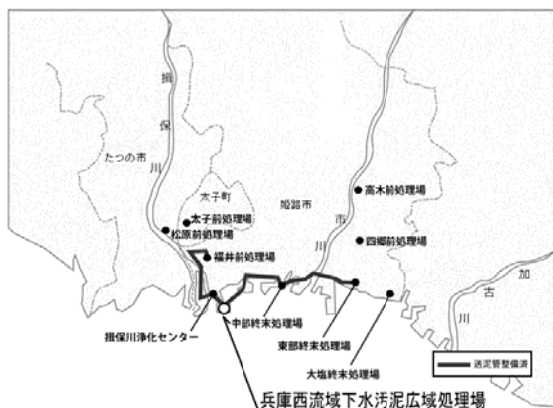 揖保川
たつの市
太子町
姫路市
市川
加古川
高木前処理場
太子前処理場
松原前処理場
四郷前処理場
福井前処理場
中部終末処理場
揖保川浄化センター
東部終末処理場
大塩終末処理場
送泥管整備済
兵庫西流域下水汚泥広域処理場